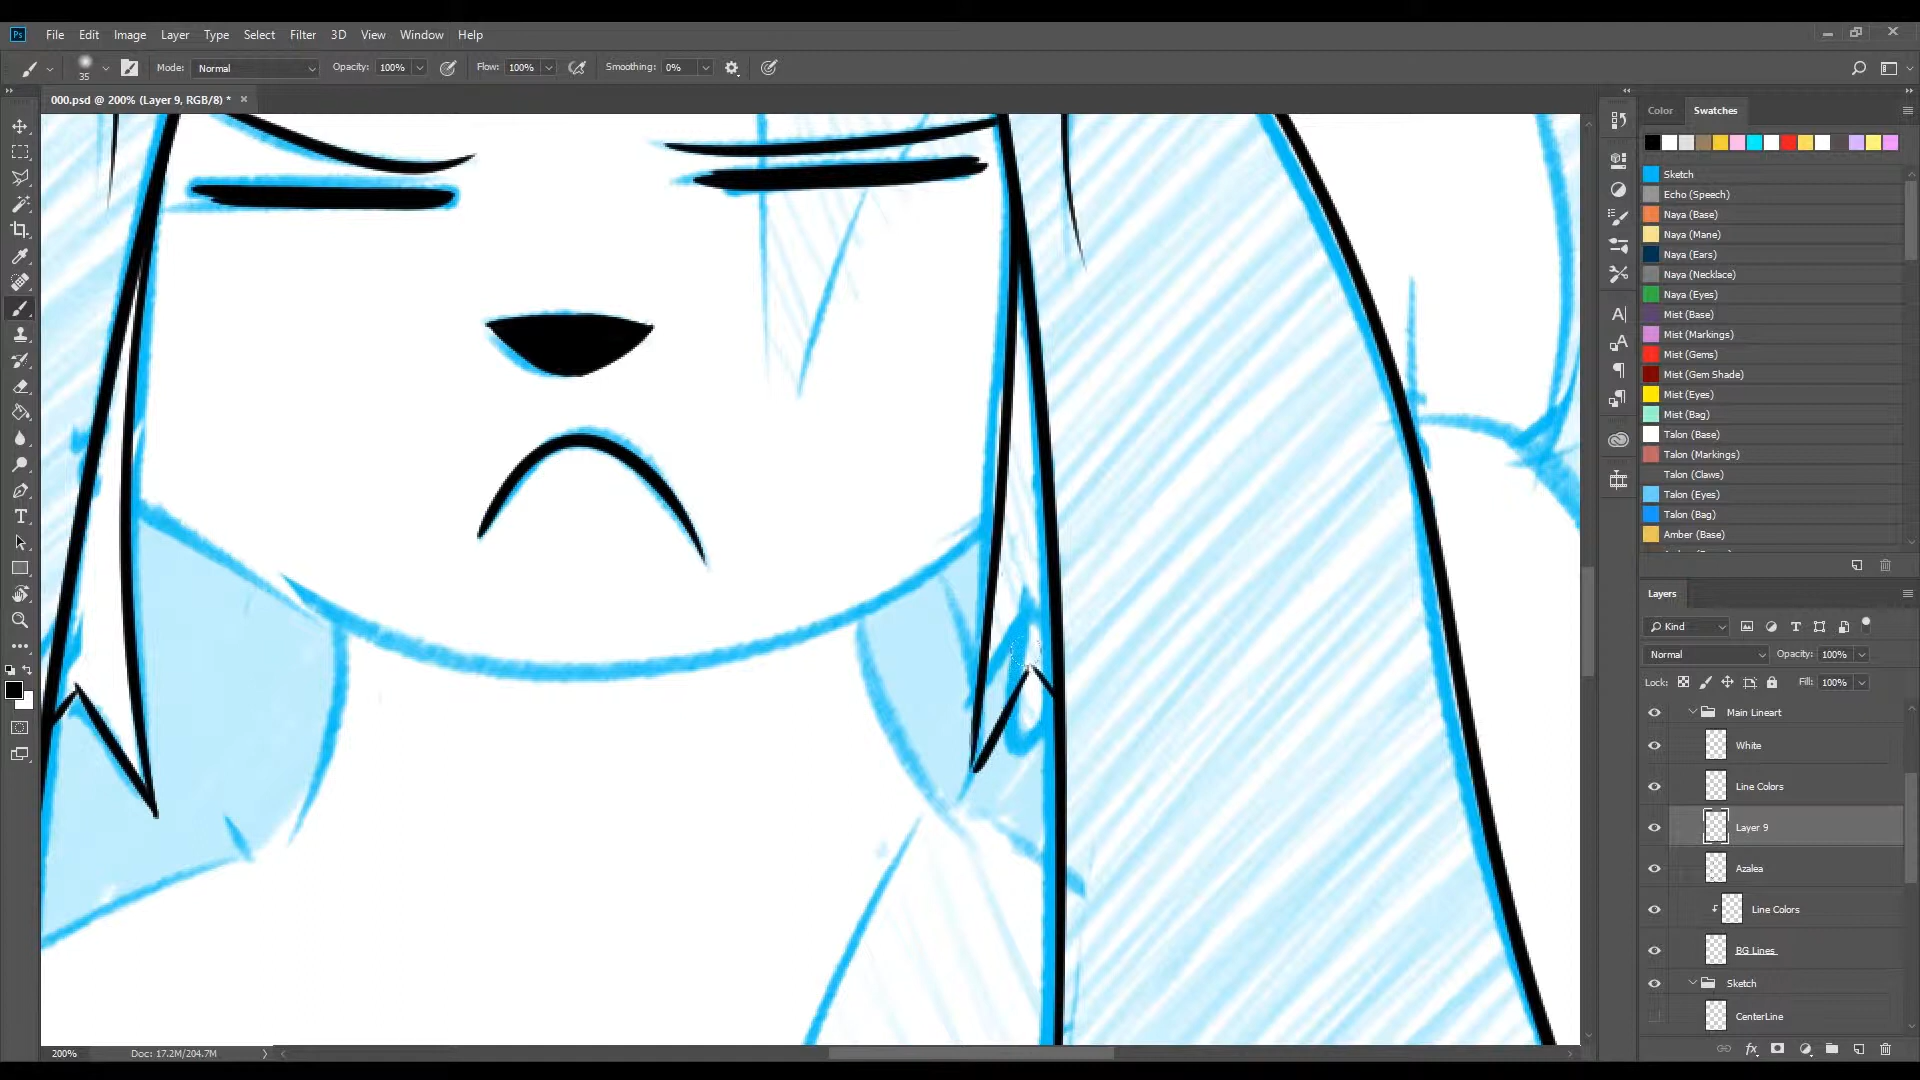 Ps File Edit Image Layer Type Select Filter 3D View Window Help
35 Mode: Normal Opacity: 100% Flow: 100% Smoothing: 0%
000.psd @ 200% (Layer 9, RGB/8) *
Color Swatches
Sketch
Echo (Speech)
Naya (Base)
Naya (Mane)
Naya (Ears)
Naya (Necklace)
Naya (Eyes)
Mist (Base)
Mist (Markings)
Mist (Gems)
Mist (Gem Shade)
Mist (Eyes)
Mist (Bag)
Talon (Base)
Talon (Markings)
Talon (Claws)
Talon (Eyes)
Talon (Bag)
Amber (Base)
Layers
Kind
Normal Opacity: 100%
Lock: Fill: 100%
Main Lineart
White
Line Colors
Layer 9
Azalea
Line Colors
BG Lines
Sketch
CenterLine
200% Doc: 17.2M/204.7M